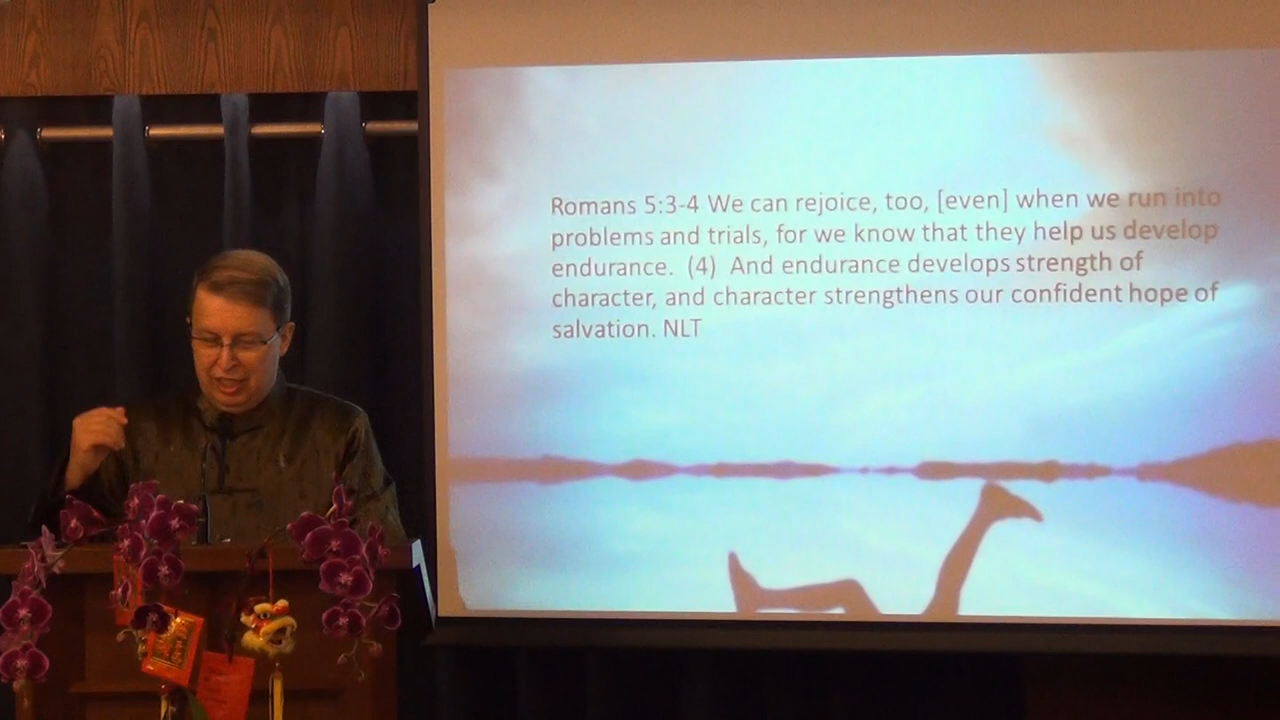 Romans 5:3-4 We can rejoice, too, [even] when we run into
problems and trials, for we know that they help us develop
endurance. (4) And endurance develops strength of
character, and character strengthens our confident hope of
salvation. NLT